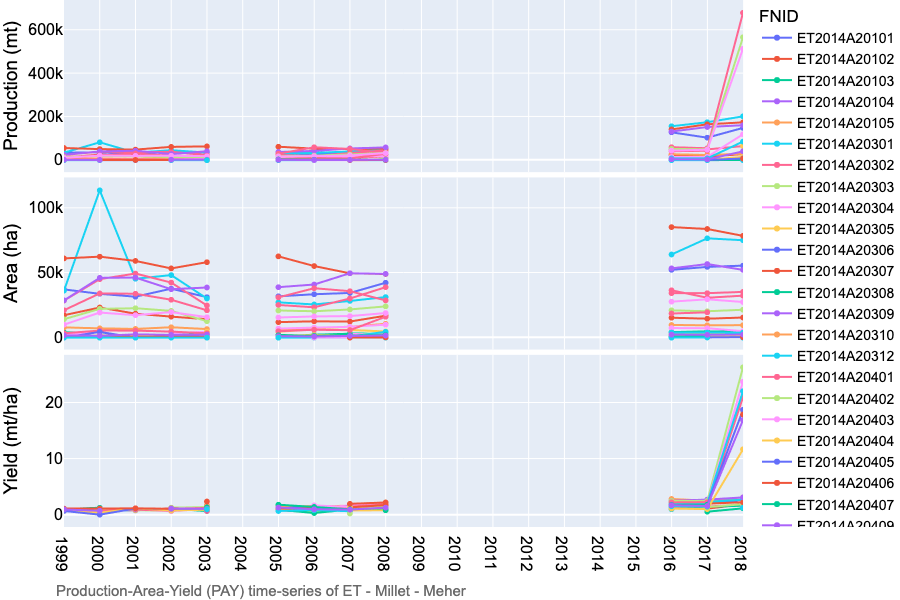 FNID
ET2014A20101
ET2014A20102
ET2014A20103
ET2014A20104
ET2014A20105
ET2014A20301
ET2014A20302
ET2014A20303
ET2014A20304
ET2014A20305
ET2014A20306
ET2014A20307
ET2014A20308
ET2014A20309
ET2014A20310
ET2014A20312
ET2014A20401
ET2014A20402
ET2014A20403
ET2014A20404
ET2014A20405
ET2014A20406
ET2014A20407
ET2014A20409
Production (mt)
600k
400k
200k
0
Area (ha)
100k
50k
0
Yield (mt/ha)
20
10
0
1999 2000 2001 2002 2003 2004 2005 2006 2007 2008 2009 2010 2011 2012 2013 2014 2015 2016 2017 2018
Production-Area-Yield (PAY) time-series of ET - Millet - Meher